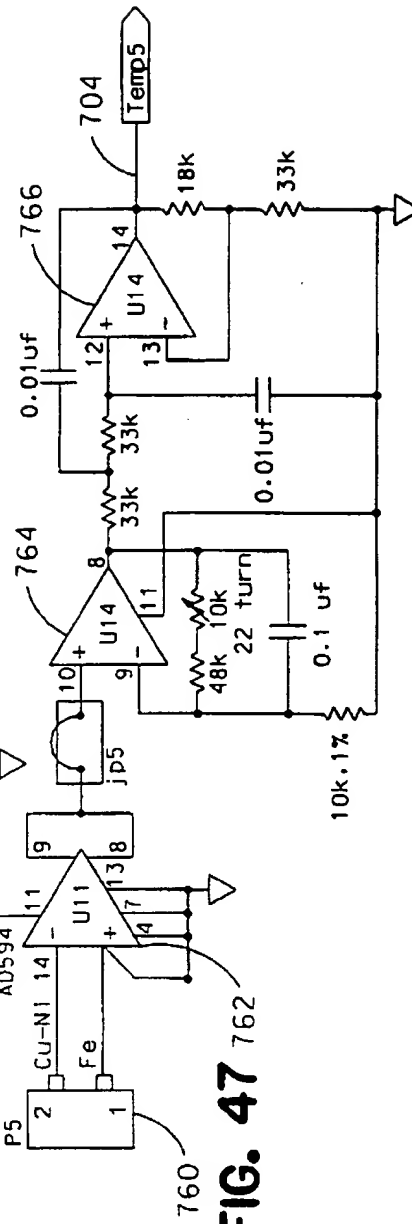 704
Temp5
766
18k
33k
14
U14
+
-
12
13
0.01uf
33k
33k
0.01uf
764
8
U14
11
+
-
10
9
10k
22 turn
48k
0.1 uf
10k.1%
jp5
9
8
11
AD594
U11
13
7
4
-
+
14
Cu-Ni
Fe
762
P5
2
1
760
FIG. 47